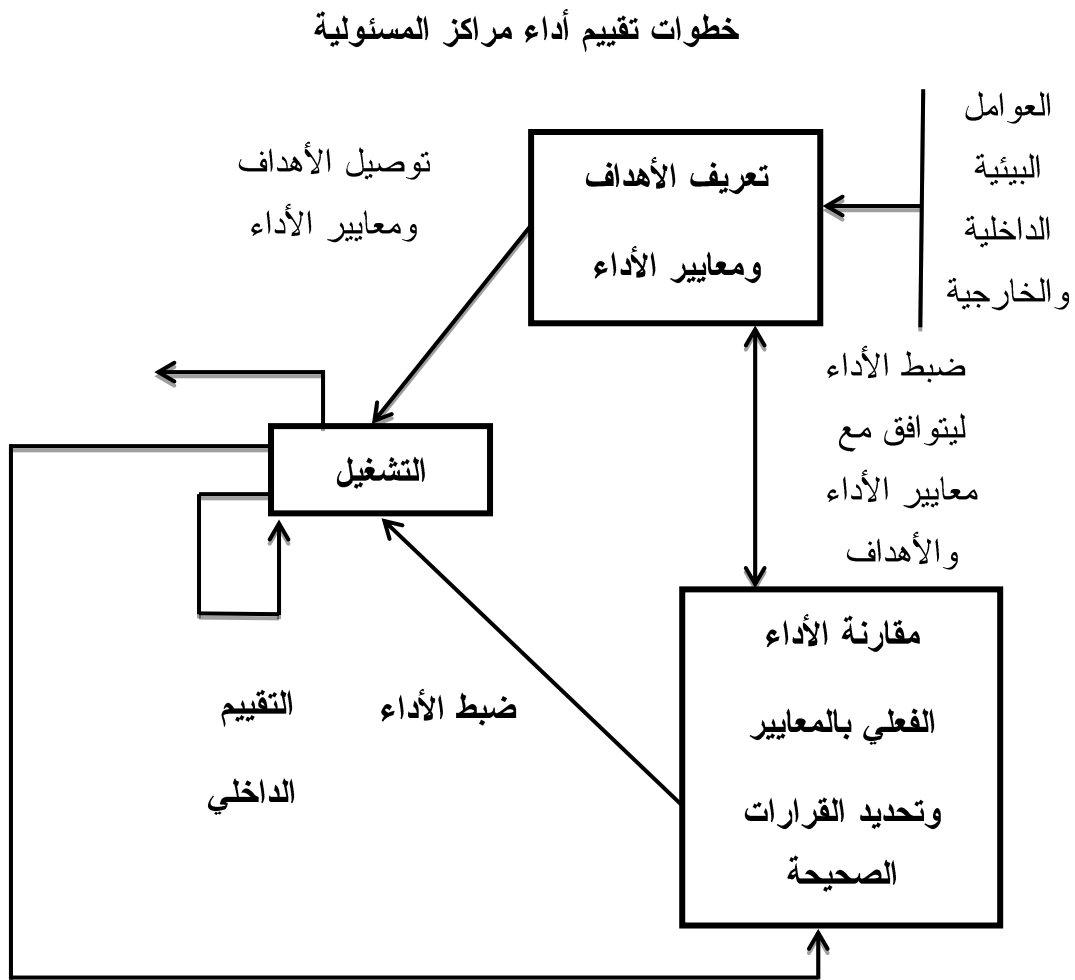 خطوات تقييم أداء مراكز المسئولية
العوامل
البيئية
الداخلية
والخارجية
تعريف الأهداف
ومعايير الأداء
توصيل الأهداف
ومعايير الأداء
ضبط الأداء
ليتوافق مع
معايير الأداء
والأهداف
التشغيل
مقارنة الأداء
الفعلي بالمعايير
وتحديد القرارات
الصحيحة
ضبط الأداء
التقييم
الداخلي